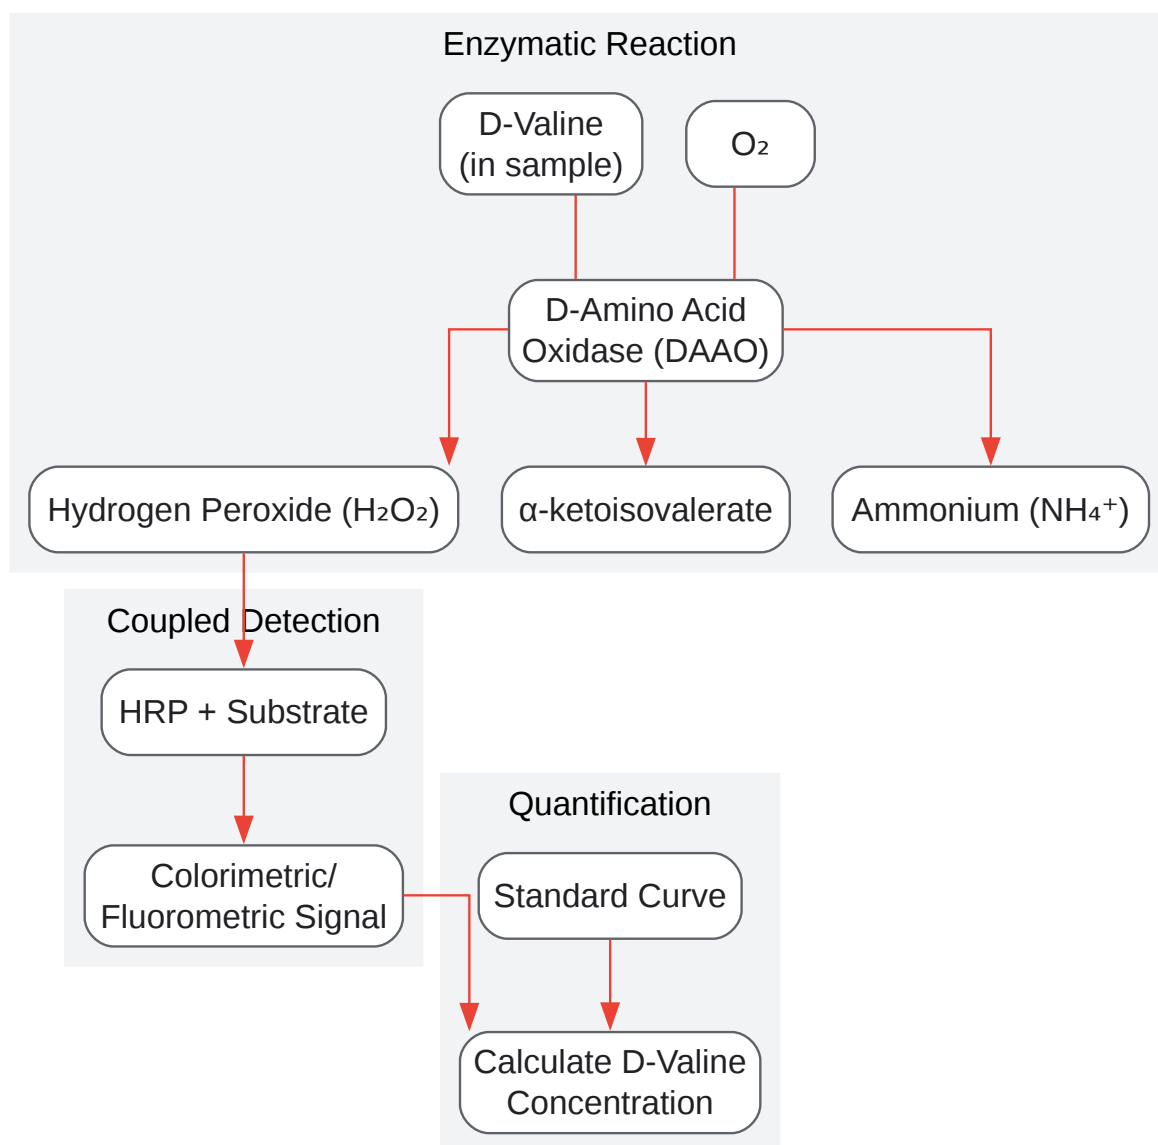 Enzymatic Reaction
D-Valine
(in sample)
O₂
D-Amino Acid
Oxidase (DAAO)
Hydrogen Peroxide (H₂O₂)
α-ketoisovalerate
Ammonium (NH₄⁺)
Coupled Detection
HRP + Substrate
Colorimetric/
Fluorometric Signal
Quantification
Standard Curve
Calculate D-Valine
Concentration